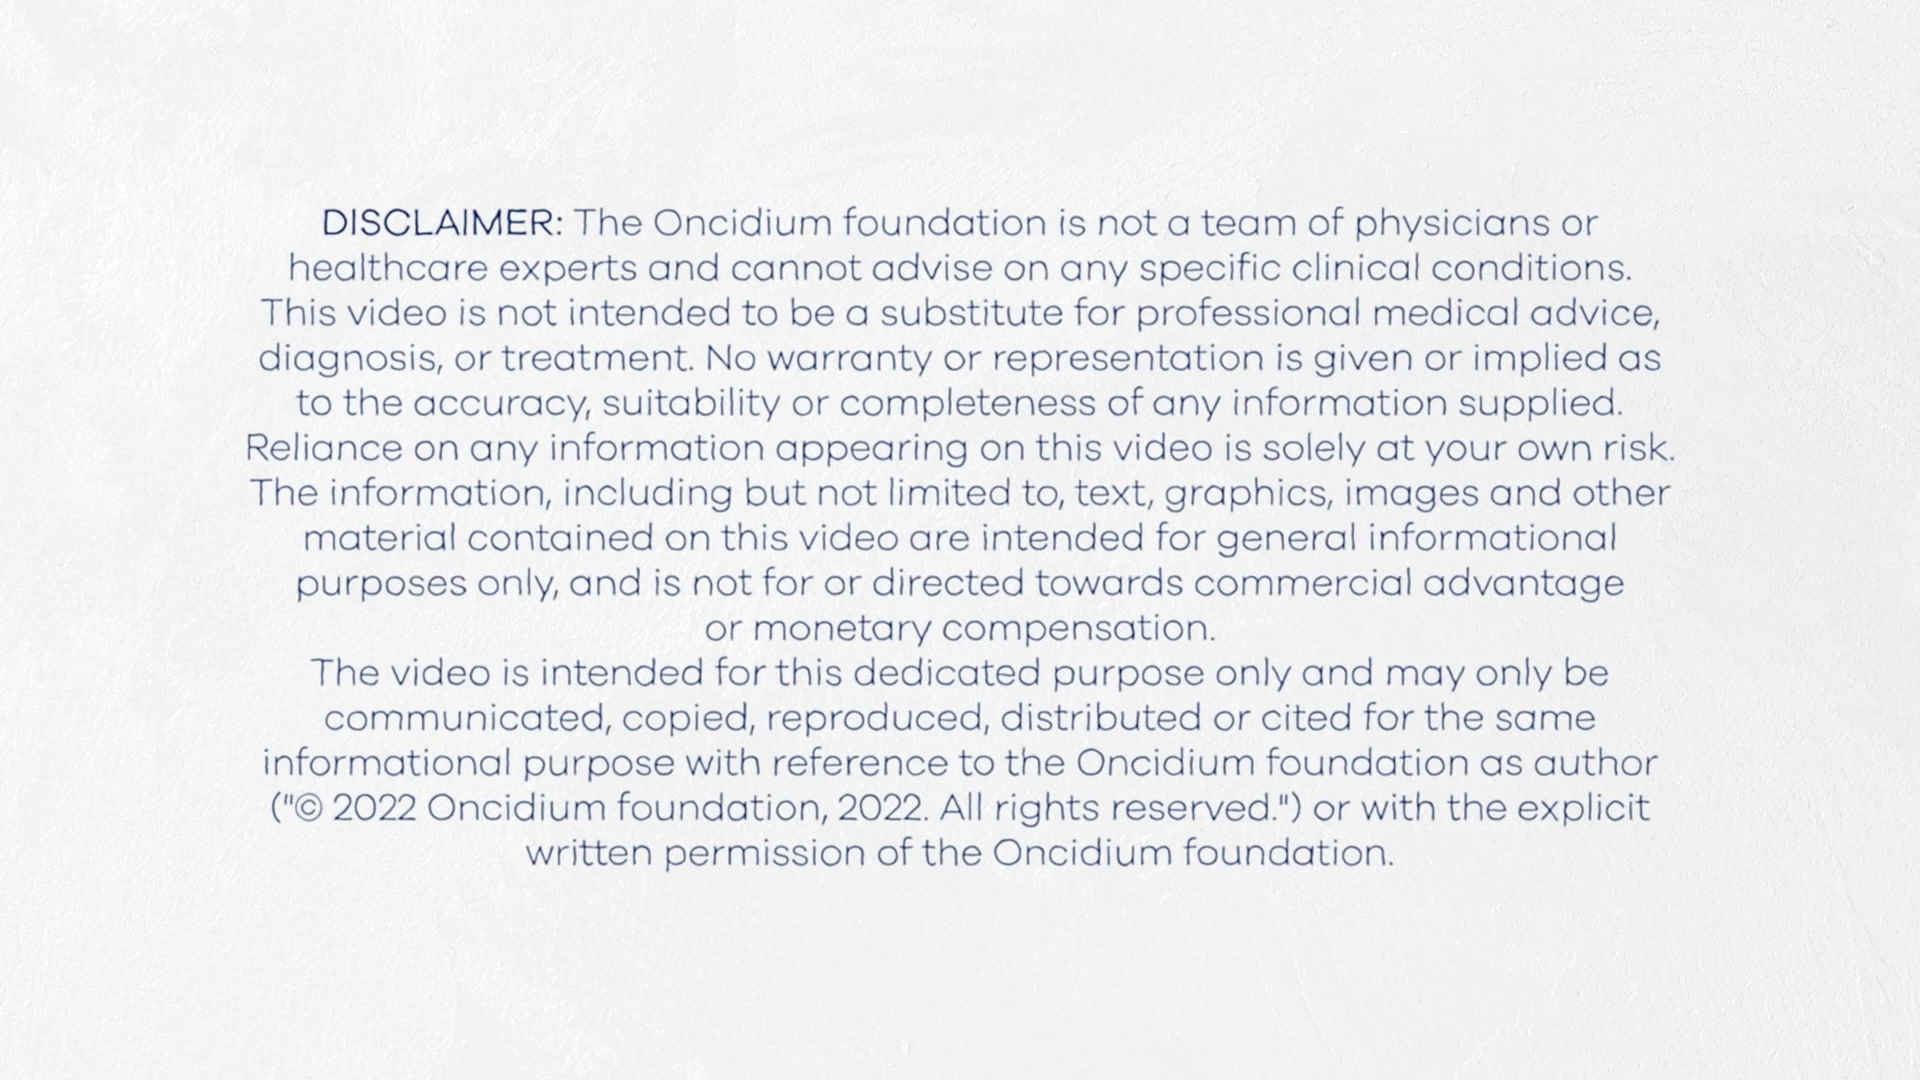 DISCLAIMER: The Oncidium foundation is not a team of physicians or
healthcare experts and cannot advise on any specific clinical conditions.
This video is not intended to be a substitute for professional medical advice,
diagnosis, or treatment. No warranty or representation is given or implied as
to the accuracy, suitability or completeness of any information supplied.
Reliance on any information appearing on this video is solely at your own risk.
The information, including but not limited to, text, graphics, images and other
material contained on this video are intended for general informational
purposes only, and is not for or directed towards commercial advantage
or monetary compensation.
The video is intended for this dedicated purpose only and may only be
communicated, copied, reproduced, distributed or cited for the same
informational purpose with reference to the Oncidium foundation as author
("© 2022 Oncidium foundation, 2022. All rights reserved.") or with the explicit
written permission of the Oncidium foundation.